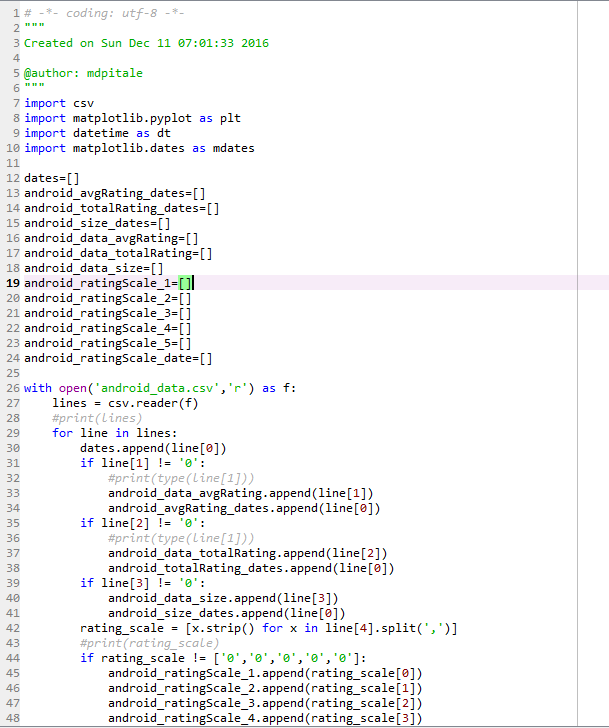 1 # -*- coding: utf-8 -*-
2 """
3 Created on Sun Dec 11 07:01:33 2016
4
5 @author: mdpitale
6 """
7 import csv
8 import matplotlib.pyplot as plt
9 import datetime as dt
10 import matplotlib.dates as mdates
11
12 dates=[]
13 android_avgRating_dates=[]
14 android_totalRating_dates=[]
15 android_size_dates=[]
16 android_data_avgRating=[]
17 android_data_totalRating=[]
18 android_data_size=[]
19 android_ratingScale_1=[]
20 android_ratingScale_2=[]
21 android_ratingScale_3=[]
22 android_ratingScale_4=[]
23 android_ratingScale_5=[]
24 android_ratingScale_date=[]
25
26 with open('android_data.csv','r') as f:
27     lines = csv.reader(f)
28     #print(lines)
29     for line in lines:
30         dates.append(line[0])
31         if line[1] != '0':
32             #print(type(line[1]))
33             android_data_avgRating.append(line[1])
34             android_avgRating_dates.append(line[0])
35         if line[2] != '0':
36             #print(type(line[1]))
37             android_data_totalRating.append(line[2])
38             android_totalRating_dates.append(line[0])
39         if line[3] != '0':
40             android_data_size.append(line[3])
41             android_size_dates.append(line[0])
42         rating_scale = [x.strip() for x in line[4].split(',')]
43         #print(rating_scale)
44         if rating_scale != ['0','0','0','0','0']:
45             android_ratingScale_1.append(rating_scale[0])
46             android_ratingScale_2.append(rating_scale[1])
47             android_ratingScale_3.append(rating_scale[2])
48             android_ratingScale_4.append(rating_scale[3])